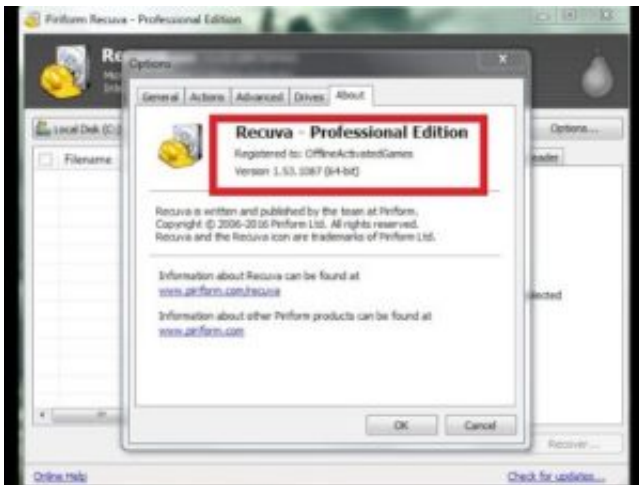 Piriform Recuva - Professional Edition
Re
Options
General Actions Advanced Drives About
Local Disk (C:)
Options...
Recuva - Professional Edition
Registered to: OfflineActivatedGames
Version 1.53.1087 (64-bit)
Filename
Recuva is written and published by the team at Piriform.
Copyright © 2006-2016 Piriform Ltd. All rights reserved.
Recuva and the Recuva icon are trademarks of Piriform Ltd.
Information about Recuva can be found at
www.piriform.com/recuva
Information about other Piriform products can be found at
www.piriform.com
OK Cancel
Recover...
Online Help
Check for updates...